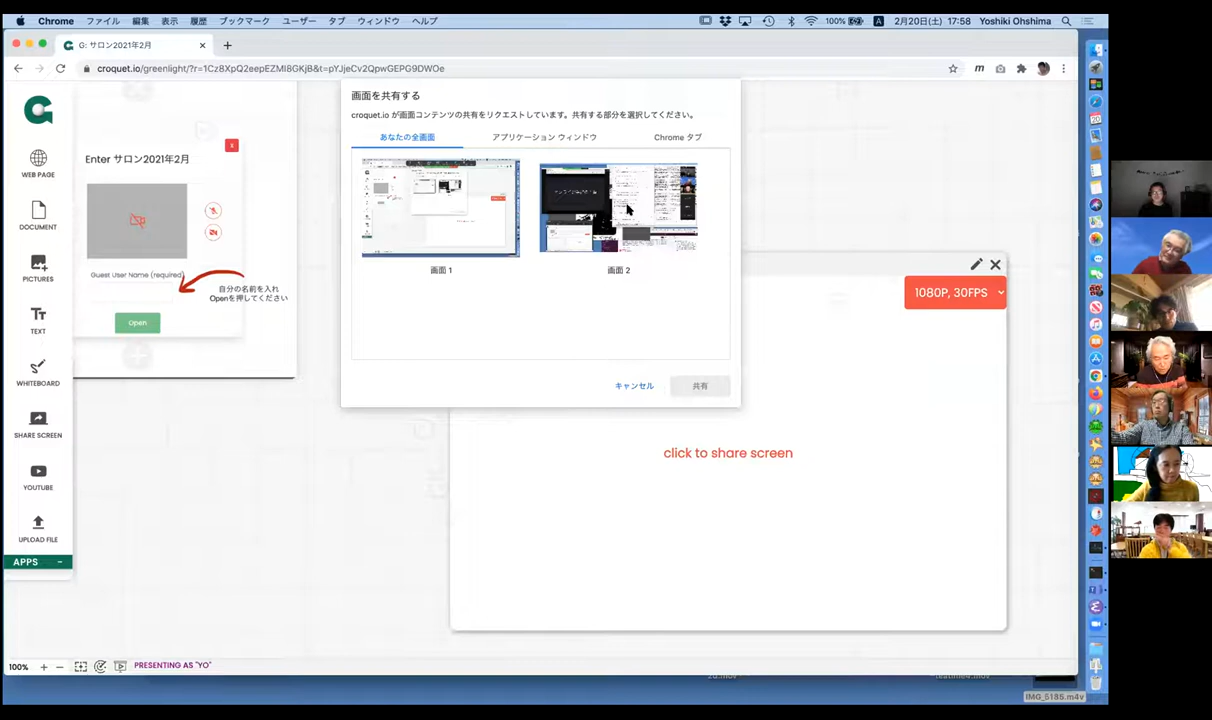 Chrome ファイル 編集 表示 履歴 ブックマーク ユーザー タブ ウィンドウ ヘルプ
100% 2月20日(土) 17:58 Yoshiki Ohshima
G: サロン2021年2月
croquet.io/greenlight/?r=1Cz8XpQ2eepEZMI8GKjB&t=pYJjeCv2QpwGEPG9DWOe
WEB PAGE
DOCUMENT
PICTURES
TEXT
WHITEBOARD
SHARE SCREEN
YOUTUBE
UPLOAD FILE
APPS −
Enter サロン2021年2月
x
Guest User Name (required)
自分の名前を入れ
Openを押してください
Open
画面を共有する
croquet.io が画面コンテンツの共有をリクエストしています。共有する部分を選択してください。
あなたの全画面 アプリケーション ウィンドウ Chrome タブ
画面 1 画面 2
キャンセル 共有
1080P, 30FPS
click to share screen
100% + − PRESENTING AS "YO"
IMG_5185.m4v